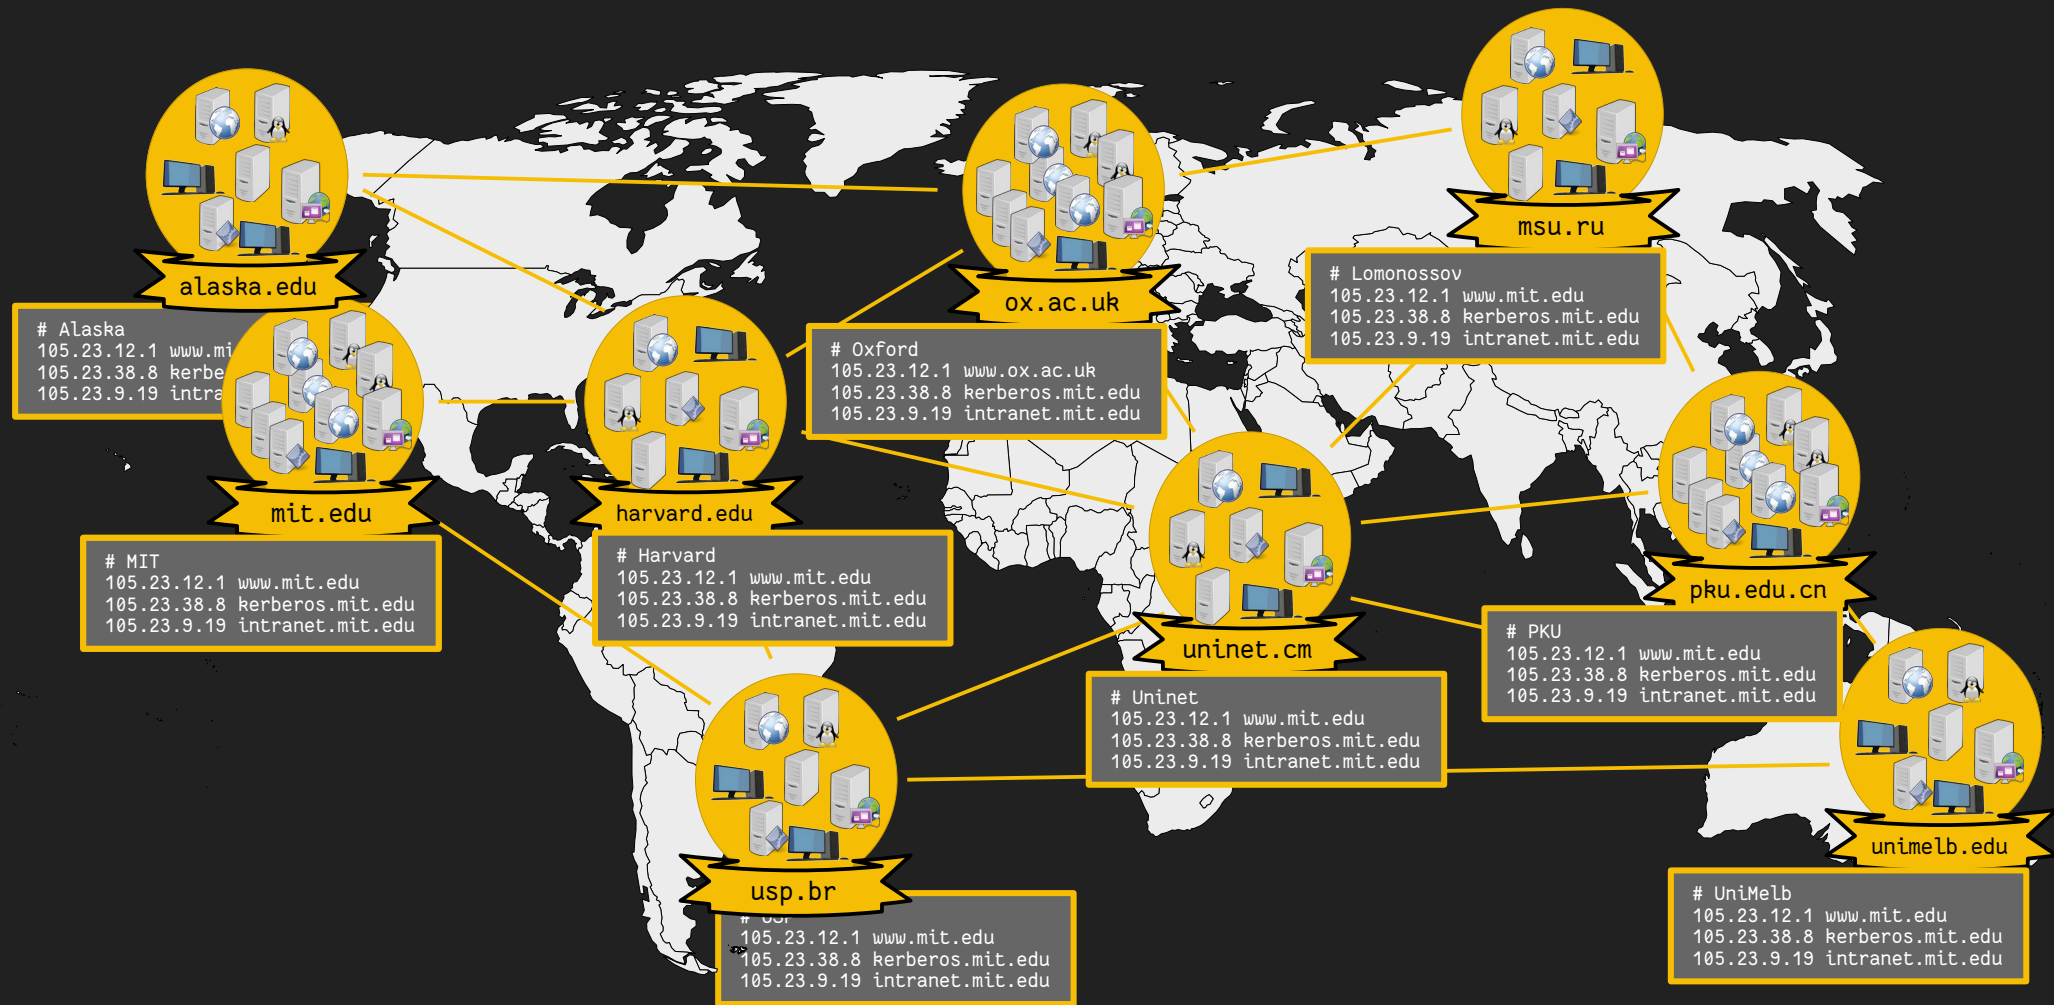 msu.ru
# Lomonossov
105.23.12.1 www.mit.edu
105.23.38.8 kerberos.mit.edu
105.23.9.19 intranet.mit.edu
alaska.edu
# Alaska
105.23.12.1 www.mi
105.23.38.8 kerbe
105.23.9.19 intra
ox.ac.uk
# Oxford
105.23.12.1 www.ox.ac.uk
105.23.38.8 kerberos.mit.edu
105.23.9.19 intranet.mit.edu
mit.edu
# MIT
105.23.12.1 www.mit.edu
105.23.38.8 kerberos.mit.edu
105.23.9.19 intranet.mit.edu
harvard.edu
# Harvard
105.23.12.1 www.mit.edu
105.23.38.8 kerberos.mit.edu
105.23.9.19 intranet.mit.edu
uninet.cm
# Uninet
105.23.12.1 www.mit.edu
105.23.38.8 kerberos.mit.edu
105.23.9.19 intranet.mit.edu
pku.edu.cn
# PKU
105.23.12.1 www.mit.edu
105.23.38.8 kerberos.mit.edu
105.23.9.19 intranet.mit.edu
usp.br
# USP
105.23.12.1 www.mit.edu
105.23.38.8 kerberos.mit.edu
105.23.9.19 intranet.mit.edu
unimelb.edu
# UniMelb
105.23.12.1 www.mit.edu
105.23.38.8 kerberos.mit.edu
105.23.9.19 intranet.mit.edu